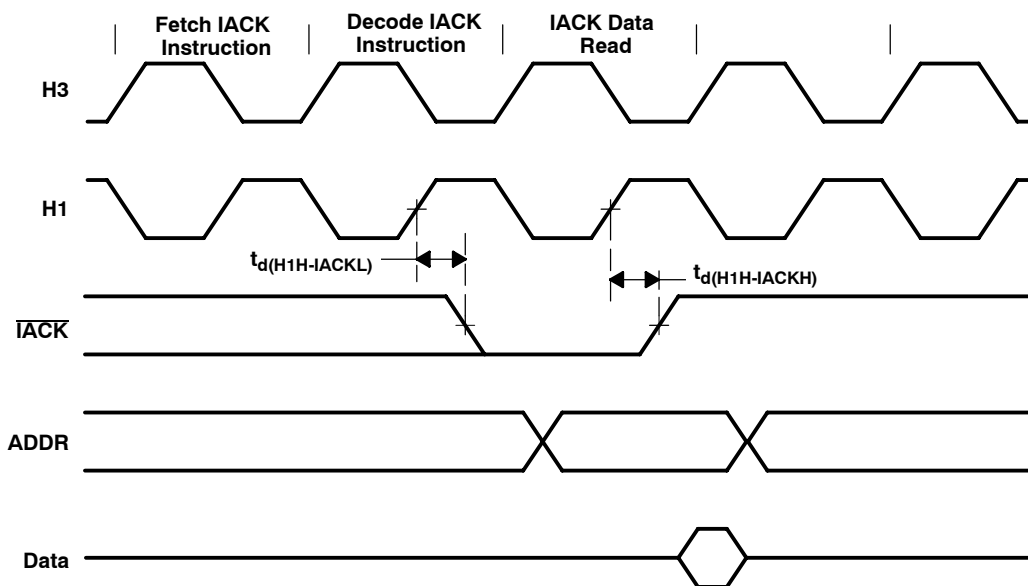 Fetch IACK
Instruction
Decode IACK
Instruction
IACK Data
Read
H3
H1
td(H1H-IACKL)
td(H1H-IACKH)
IACK
ADDR
Data